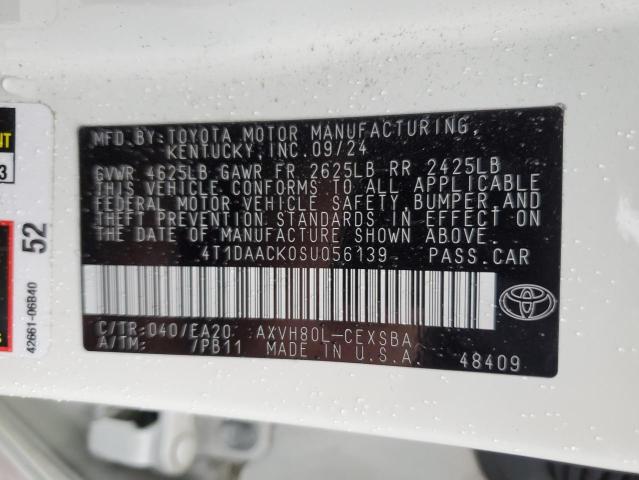 MFD.BY:TOYOTA MOTOR MANUFACTURING,
KENTUCKY,INC.09/24
GVWR 4625LB GAWR FR 2625LB RR 2425LB
THIS VEHICLE CONFORMS TO ALL APPLICABLE
FEDERAL MOTOR VEHICLE SAFETY, BUMPER, AND
THEFT PREVENTION STANDARDS IN EFFECT ON
THE DATE OF MANUFACTURE SHOWN ABOVE.
4T1DAACK0SU056139 PASS.CAR
C/TR:040/EA20 AXVH80L-CEXSBA
A/TM: /PB11 MADE IN U.S.A.
48409
52
42661-06B40